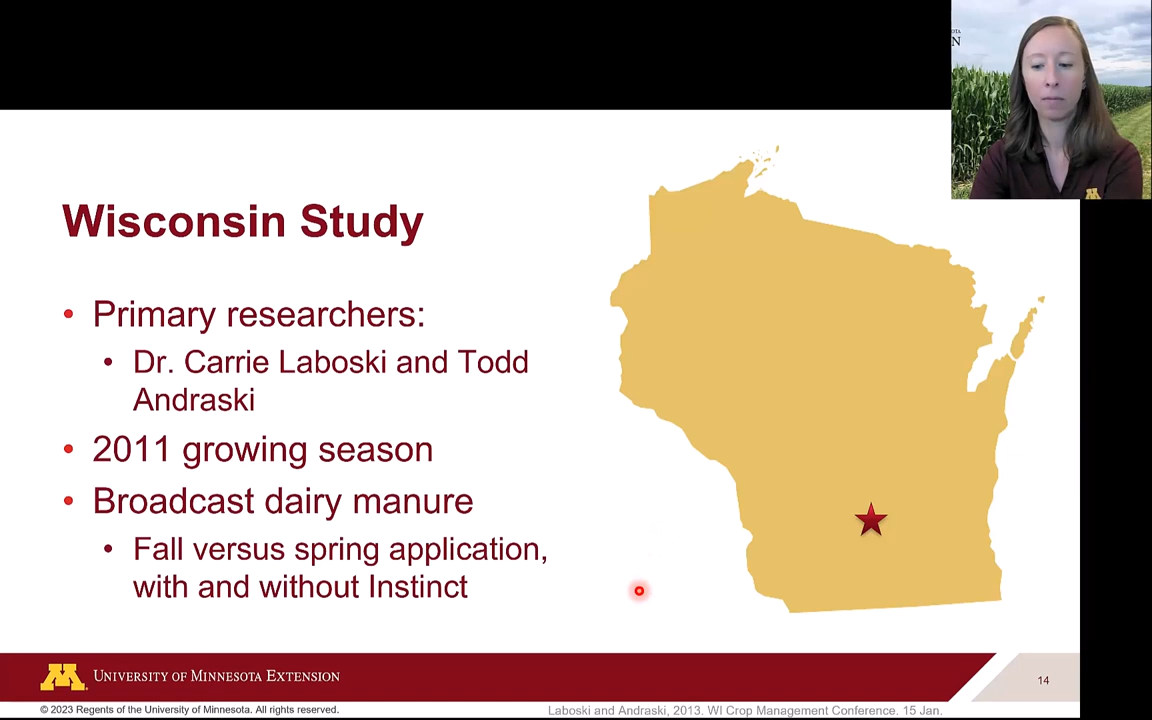 OTA
N
Wisconsin Study
• Primary researchers:
• Dr. Carrie Laboski and Todd
Andraski
• 2011 growing season
• Broadcast dairy manure
• Fall versus spring application,
with and without Instinct
UNIVERSITY OF MINNESOTA EXTENSION
14
© 2023 Regents of the University of Minnesota. All rights reserved.
Laboski and Andraski, 2013. WI Crop Management Conference. 15 Jan.